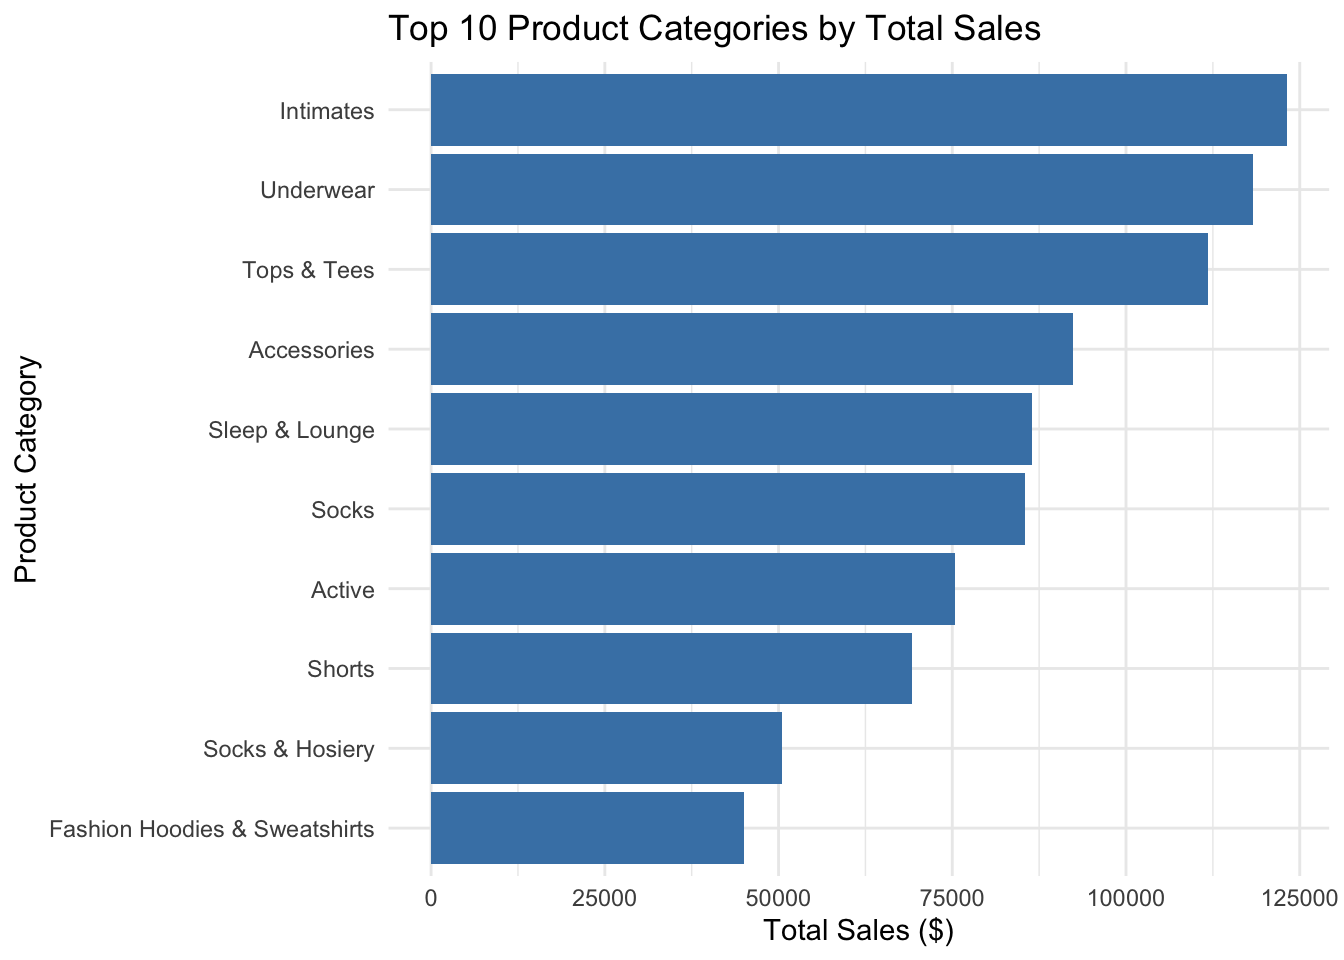 Top 10 Product Categories by Total Sales
Product Category
Intimates
Underwear
Tops & Tees
Accessories
Sleep & Lounge
Socks
Active
Shorts
Socks & Hosiery
Fashion Hoodies & Sweatshirts
0 25000 50000 75000 100000 125000
Total Sales ($)